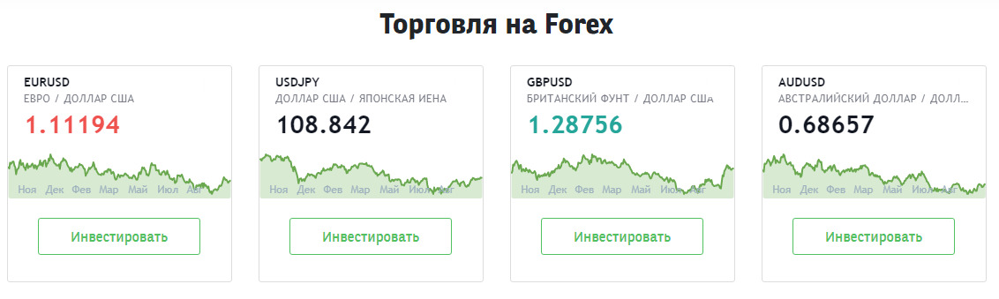 Торговля на Forex
EURUSD
ЕВРО / ДОЛЛАР США
1.11194
Ноя Дек Фев Мар Май Июл Авг
Инвестировать
USDJPY
ДОЛЛАР США / ЯПОНСКАЯ ИЕНА
108.842
Ноя Дек Фев Мар Май Июл Авг
Инвестировать
GBPUSD
БРИТАНСКИЙ ФУНТ / ДОЛЛАР США
1.28756
Ноя Дек Фев Мар Май Июл Авг
Инвестировать
AUDUSD
АВСТРАЛИЙСКИЙ ДОЛЛАР / ДОЛЛ...
0.68657
Ноя Дек Фев Мар Май Июл Авг
Инвестировать